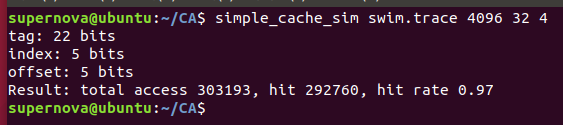 supernova@ubuntu:~/CA$ simple_cache_sim swim.trace 4096 32 4
tag: 22 bits
index: 5 bits
offset: 5 bits
Result: total access 303193, hit 292760, hit rate 0.97
supernova@ubuntu:~/CA$